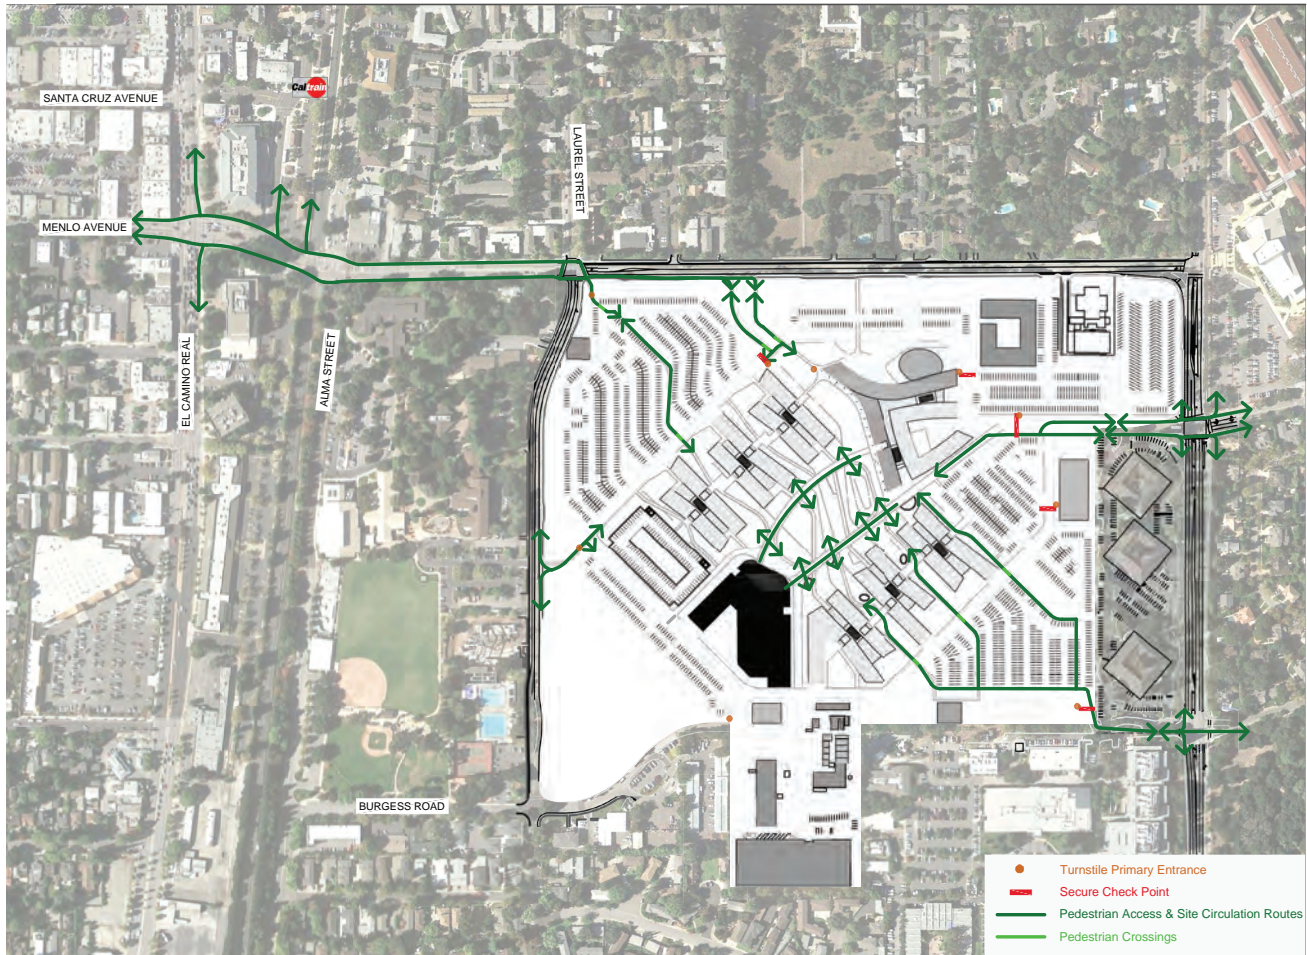 Caltrain
SANTA CRUZ AVENUE
LAUREL STREET
MENLO AVENUE
EL CAMINO REAL
ALMA STREET
BURGESS ROAD
Turnstile Primary Entrance
Secure Check Point
Pedestrian Access & Site Circulation Routes
Pedestrian Crossings